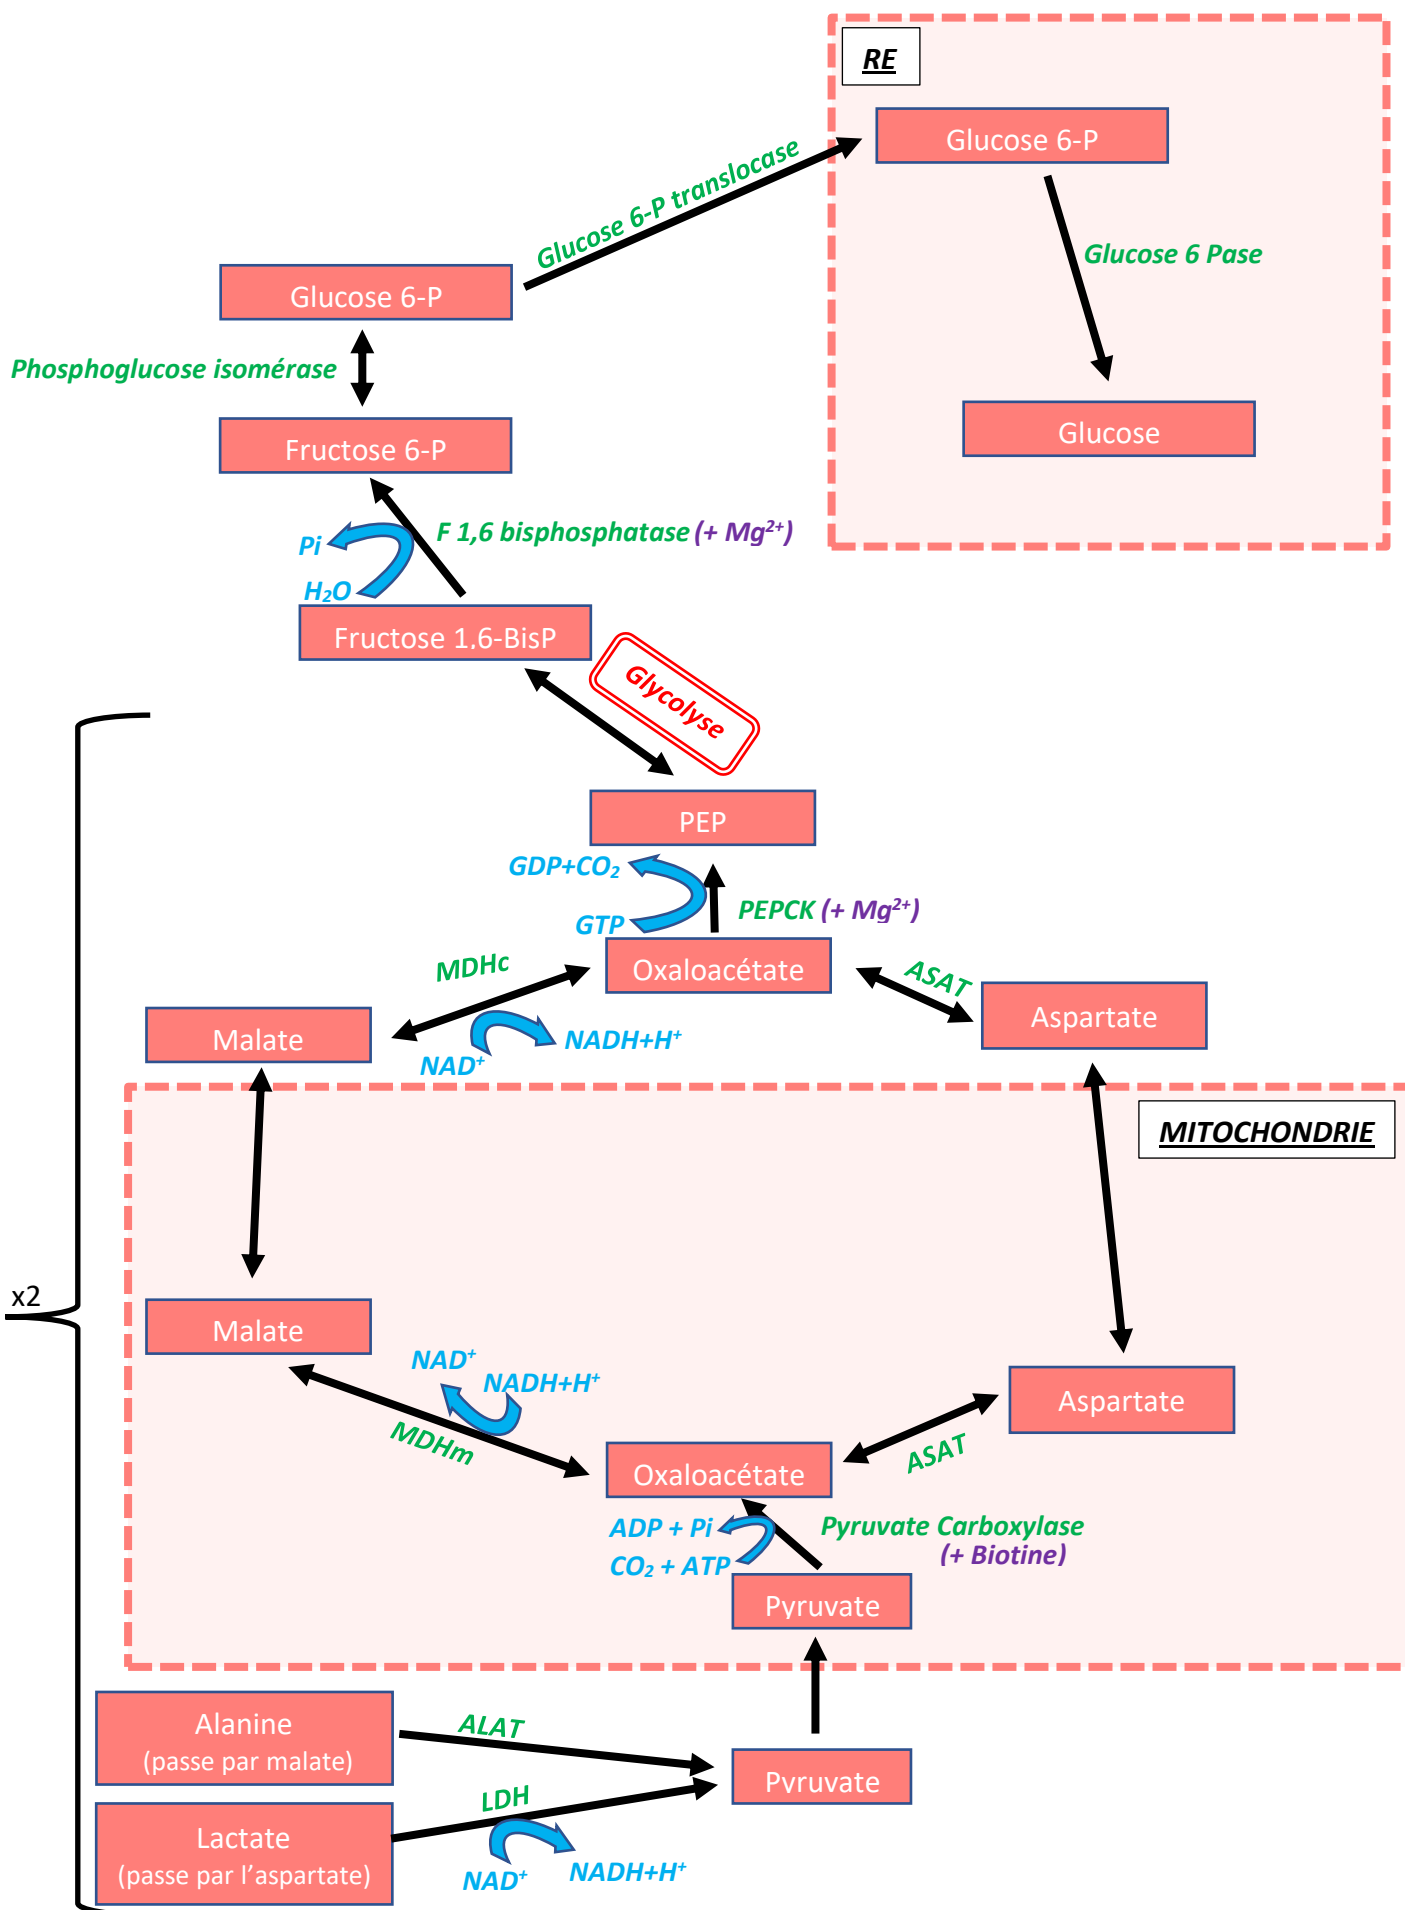 RE
Glucose 6-P
Glucose 6-P translocase
Glucose 6 Pase
Glucose 6-P
Phosphoglucose isomérase
Glucose
Fructose 6-P
F 1,6 bisphosphatase (+ Mg²⁺)
Pi
H₂O
Fructose 1,6-BisP
Glycolyse
PEP
GDP+CO₂
PEPCK (+ Mg²⁺)
GTP
MDHc
Oxaloacétate
ASAT
Malate
Aspartate
NADH+H⁺
NAD⁺
MITOCHONDRIE
x2
Malate
NAD⁺
NADH+H⁺
Aspartate
MDHm
ASAT
Oxaloacétate
ADP + Pi
Pyruvate Carboxylase
(+ Biotine)
CO₂ + ATP
Pyruvate
Alanine
(passe par malate)
ALAT
Pyruvate
LDH
Lactate
(passe par l'aspartate)
NAD⁺
NADH+H⁺